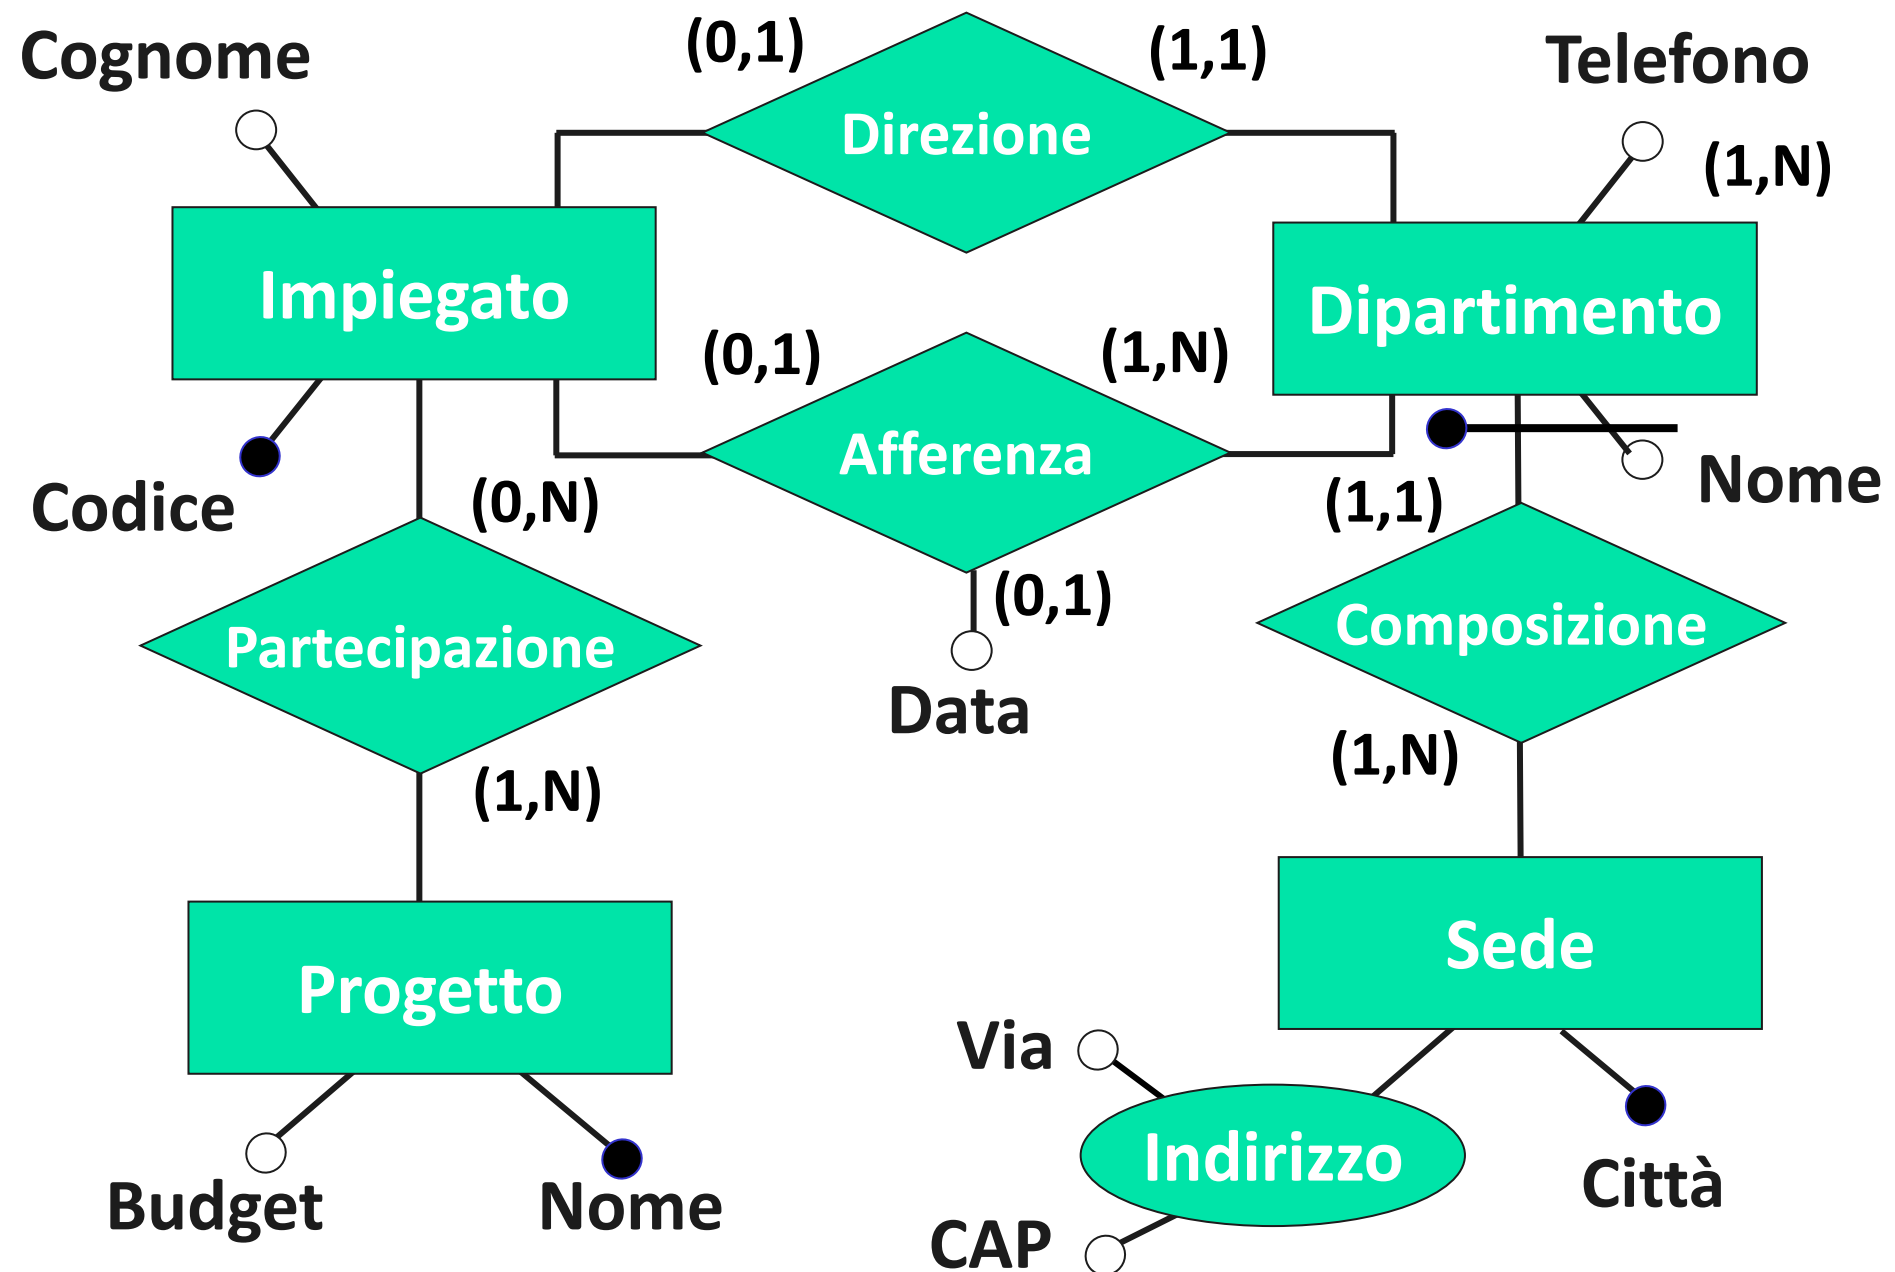 Cognome
(0,1)
(1,1)
Telefono
Direzione
(1,N)
Impiegato
Dipartimento
(0,1)
(1,N)
Afferenza
Codice
(0,N)
(1,1)
Nome
(0,1)
Partecipazione
Composizione
Data
(1,N)
(1,N)
Progetto
Sede
Via
Indirizzo
Città
Budget
Nome
CAP